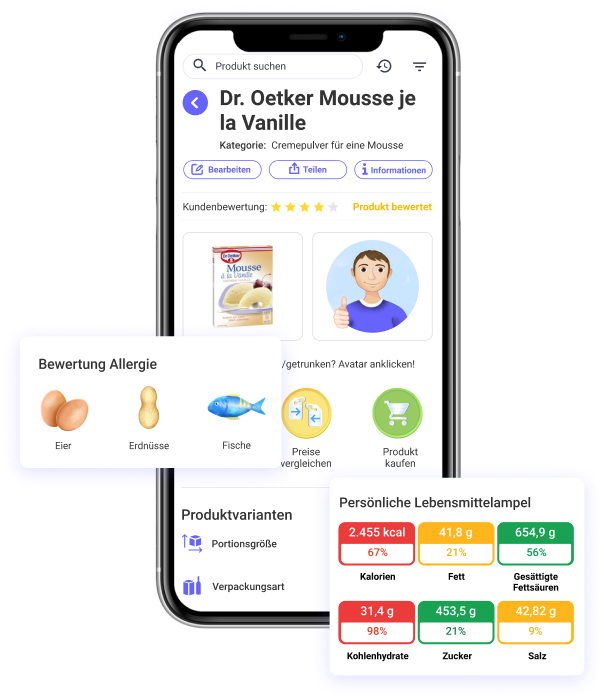 Produkt suchen
Dr. Oetker Mousse je
la Vanille
Kategorie: Cremepulver für eine Mousse
Bearbeiten
Teilen
Informationen
Kundenbewertung:
Produkt bewertet
Dr. Oetker
Mousse
à la Vanille
/getrunken? Avatar anklicken!
Bewertung Allergie
Eier
Erdnüsse
Fische
Preise
vergleichen
Produkt
kaufen
Produktvarianten
Portionsgröße
Verpackungsart
Persönliche Lebensmittelampel
2.455 kcal
67%
Kalorien
41,8 g
21%
Fett
654,9 g
56%
Gesättigte
Fettsäuren
31,4 g
98%
Kohlenhydrate
453,5 g
21%
Zucker
42,82 g
9%
Salz